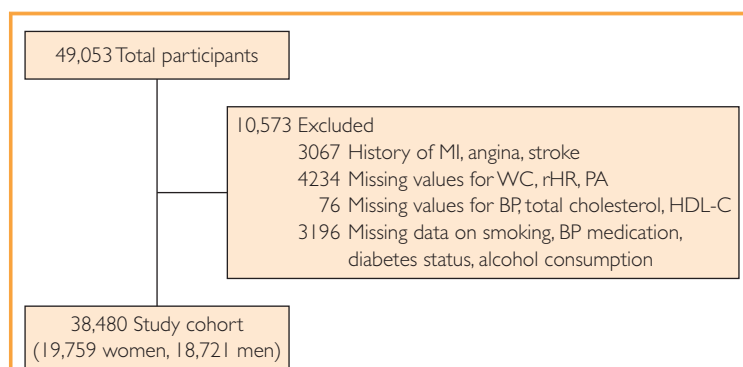 49,053 Total participants
10,573 Excluded
3067 History of MI, angina, stroke
4234 Missing values for WC, rHR, PA
76 Missing values for BP, total cholesterol, HDL-C
3196 Missing data on smoking, BP medication,
diabetes status, alcohol consumption
38,480 Study cohort
(19,759 women, 18,721 men)